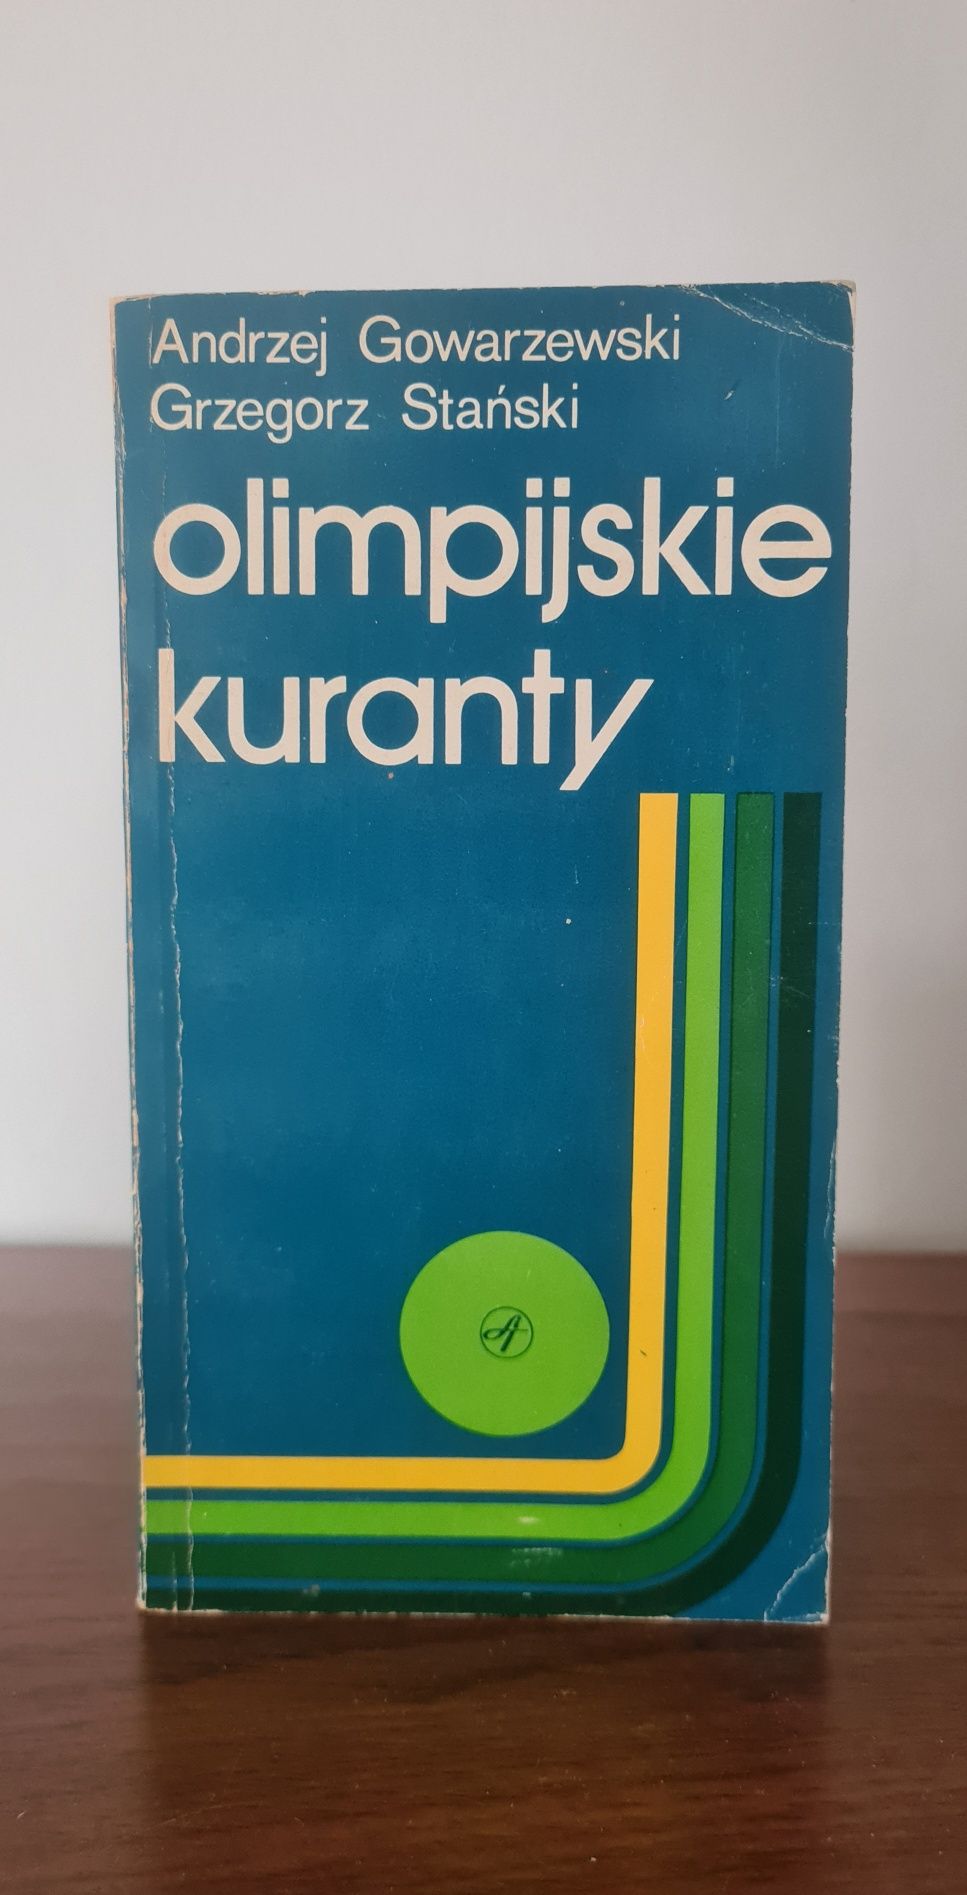 Andrzej Gowarzewski
Grzegorz Stański
olimpijskie
kuranty